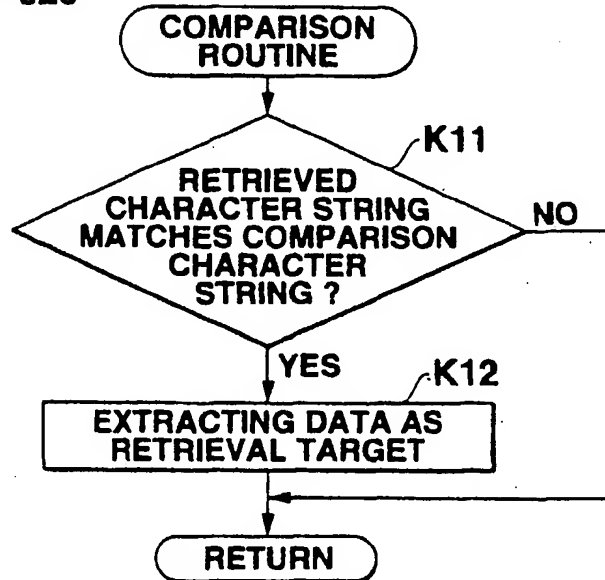 COMPARISON
ROUTINE
K11
RETRIEVED
CHARACTER STRING
MATCHES COMPARISON
CHARACTER
STRING ?
NO
YES
K12
EXTRACTING DATA AS
RETRIEVAL TARGET
RETURN